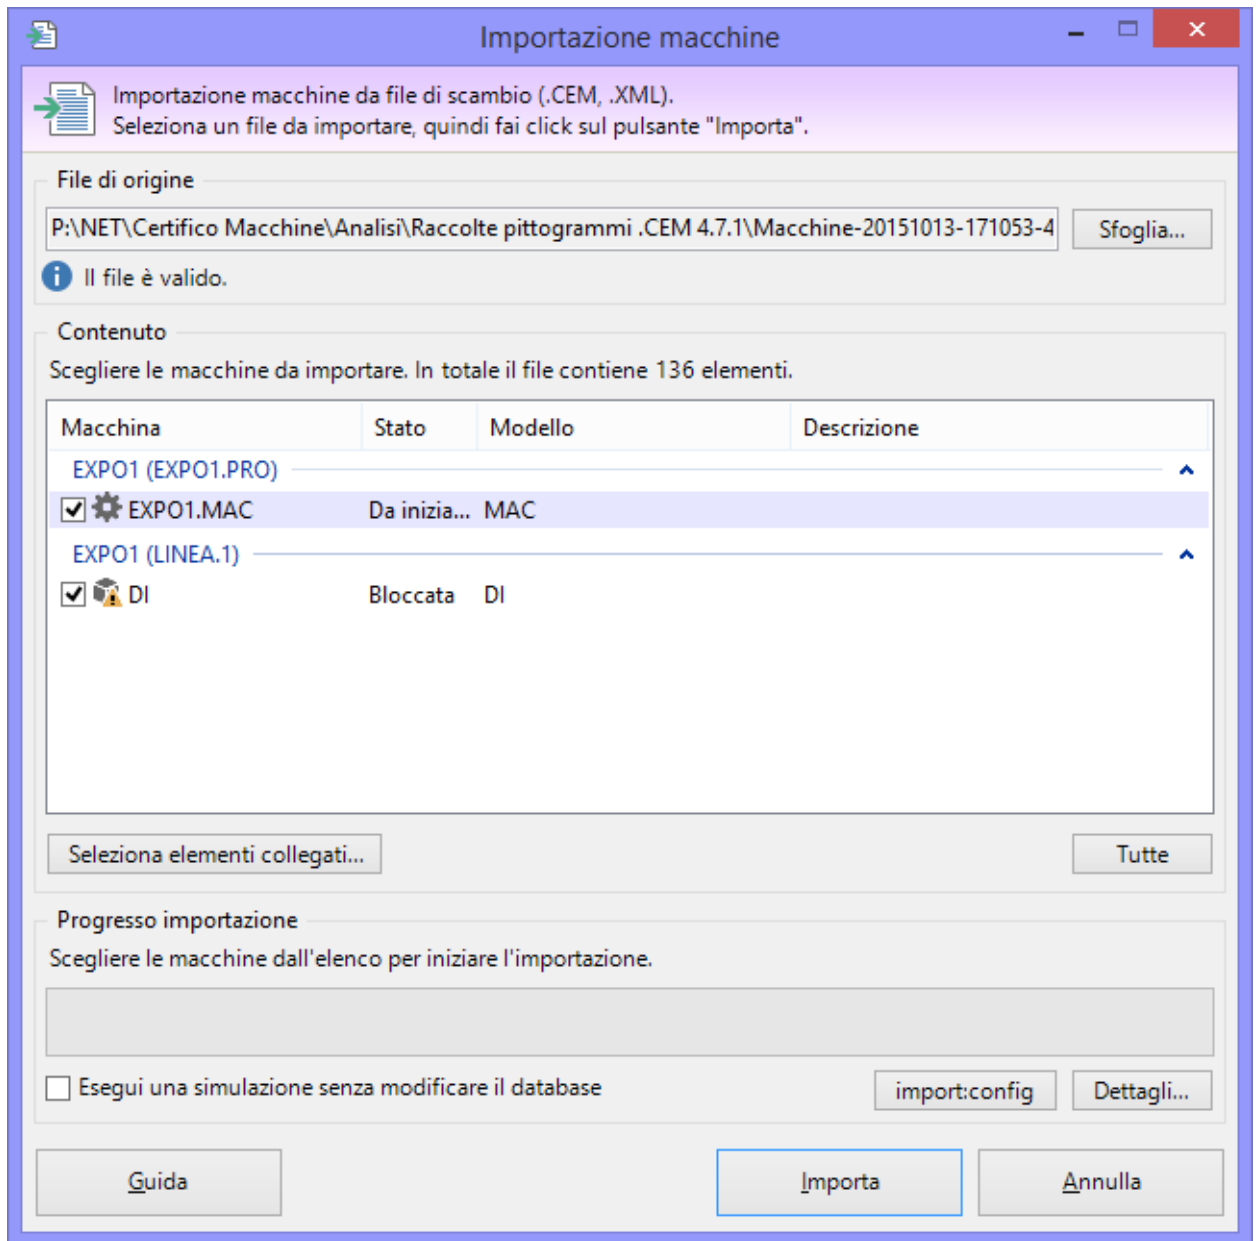 Importazione macchine
Importazione macchine da file di scambio (.CEM, .XML).
Seleziona un file da importare, quindi fai click sul pulsante "Importa".
File di origine
P:\NET\Certifico Macchine\Analisi\Raccolte pittogrammi .CEM 4.7.1\Macchine-20151013-171053-4
Sfoglia...
Il file è valido.
Contenuto
Scegliere le macchine da importare. In totale il file contiene 136 elementi.
Macchina Stato Modello Descrizione
EXPO1 (EXPO1.PRO)
EXPO1.MAC Da inizia... MAC
EXPO1 (LINEA.1)
DI Bloccata DI
Seleziona elementi collegati... Tutte
Progresso importazione
Scegliere le macchine dall'elenco per iniziare l'importazione.
Esegui una simulazione senza modificare il database import:config Dettagli...
Guida Importa Annulla